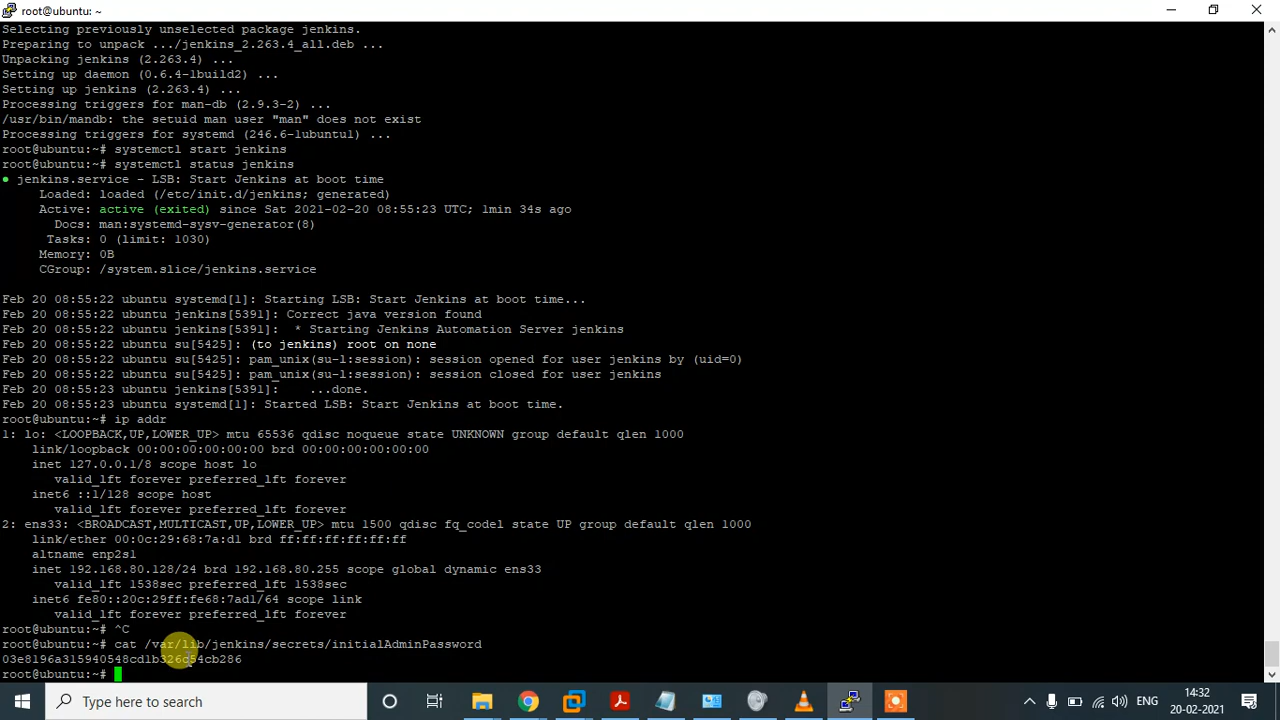 root@ubuntu: ~
Selecting previously unselected package jenkins.
Preparing to unpack .../jenkins_2.263.4_all.deb ...
Unpacking jenkins (2.263.4) ...
Setting up daemon (0.6.4-1build2) ...
Setting up jenkins (2.263.4) ...
Processing triggers for man-db (2.9.3-2) ...
/usr/bin/mandb: the setuid man user "man" does not exist
Processing triggers for systemd (246.6-1ubuntu1) ...
root@ubuntu:~# systemctl start jenkins
root@ubuntu:~# systemctl status jenkins
● jenkins.service - LSB: Start Jenkins at boot time
Loaded: loaded (/etc/init.d/jenkins; generated)
Active: active (exited) since Sat 2021-02-20 08:55:23 UTC; 1min 34s ago
Docs: man:systemd-sysv-generator(8)
Tasks: 0 (limit: 1030)
Memory: 0B
CGroup: /system.slice/jenkins.service
Feb 20 08:55:22 ubuntu systemd[1]: Starting LSB: Start Jenkins at boot time...
Feb 20 08:55:22 ubuntu jenkins[5391]: Correct java version found
Feb 20 08:55:22 ubuntu jenkins[5391]:  * Starting Jenkins Automation Server jenkins
Feb 20 08:55:22 ubuntu su[5425]: (to jenkins) root on none
Feb 20 08:55:22 ubuntu su[5425]: pam_unix(su-l:session): session opened for user jenkins by (uid=0)
Feb 20 08:55:22 ubuntu su[5425]: pam_unix(su-l:session): session closed for user jenkins
Feb 20 08:55:23 ubuntu jenkins[5391]:    ...done.
Feb 20 08:55:23 ubuntu systemd[1]: Started LSB: Start Jenkins at boot time.
root@ubuntu:~# ip addr
1: lo: <LOOPBACK,UP,LOWER_UP> mtu 65536 qdisc noqueue state UNKNOWN group default qlen 1000
link/loopback 00:00:00:00:00:00 brd 00:00:00:00:00:00
inet 127.0.0.1/8 scope host lo
valid_lft forever preferred_lft forever
inet6 ::1/128 scope host
valid_lft forever preferred_lft forever
2: ens33: <BROADCAST,MULTICAST,UP,LOWER_UP> mtu 1500 qdisc fq_codel state UP group default qlen 1000
link/ether 00:0c:29:68:7a:d1 brd ff:ff:ff:ff:ff:ff
altname enp2s1
inet 192.168.80.128/24 brd 192.168.80.255 scope global dynamic ens33
valid_lft 1538sec preferred_lft 1538sec
inet6 fe80::20c:29ff:fe68:7ad1/64 scope link
valid_lft forever preferred_lft forever
root@ubuntu:~# ^C
root@ubuntu:~# cat /var/lib/jenkins/secrets/initialAdminPassword
03e8196a315940548cd1b326c54cb286
root@ubuntu:~#
Type here to search
ENG
14:32
20-02-2021